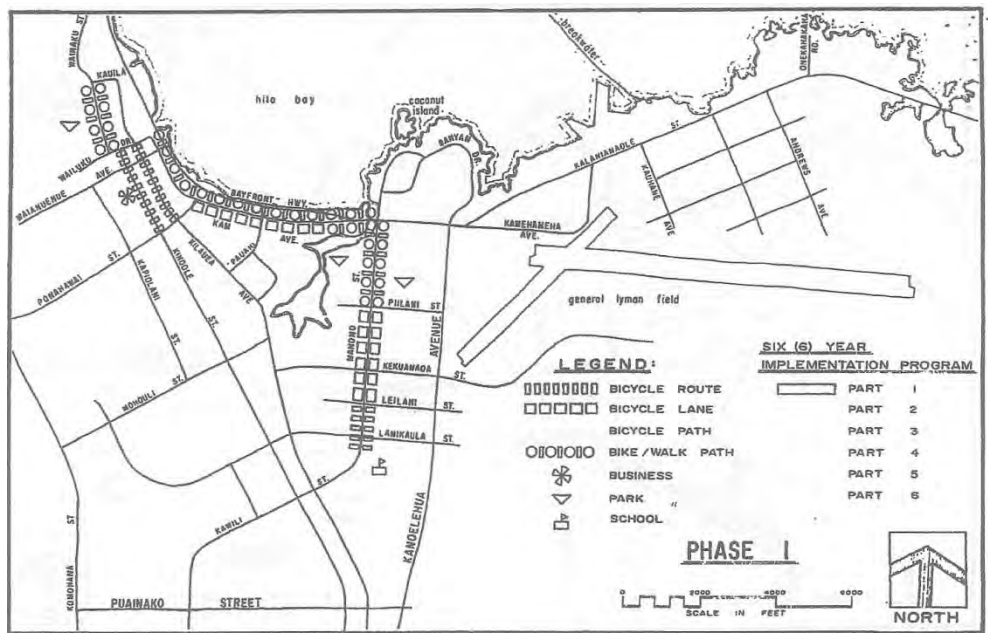 WAINAKU ST
KAUILA
hilo bay
coconut
island
breakwater
ONEKAHAKAHA
RD.
BANYAN
DR.
KALANIANAOLE ST
WAILUKU
DR.
WAIANUENUE AVE.
BAYFRONT HWY.
KAM AVE.
KAMEHAMEHA
AVE.
KAUHANE
AVE
ANDREWS
AVE
PONAHAWAI ST.
KAPIOLANI
ST.
KINOOLE
ST.
KILAUEA
AVE
PAUAHI
MANONO
ST.
PIILANI ST
AVENUE
KEKUANAOA ST.
LEILANI ST.
LANIKAULA ST.
MOHOULI ST.
KAWILI
ST.
KOMOHANA
ST
KANOELEHUA
PUAINAKO STREET
general lyman field
LEGEND:
BICYCLE ROUTE
BICYCLE LANE
BICYCLE PATH
BIKE/WALK PATH
BUSINESS
PARK
SCHOOL
SIX (6) YEAR
IMPLEMENTATION PROGRAM
PART 1
PART 2
PART 3
PART 4
PART 5
PART 6
PHASE I
0 2000 4000 6000
SCALE IN FEET
NORTH